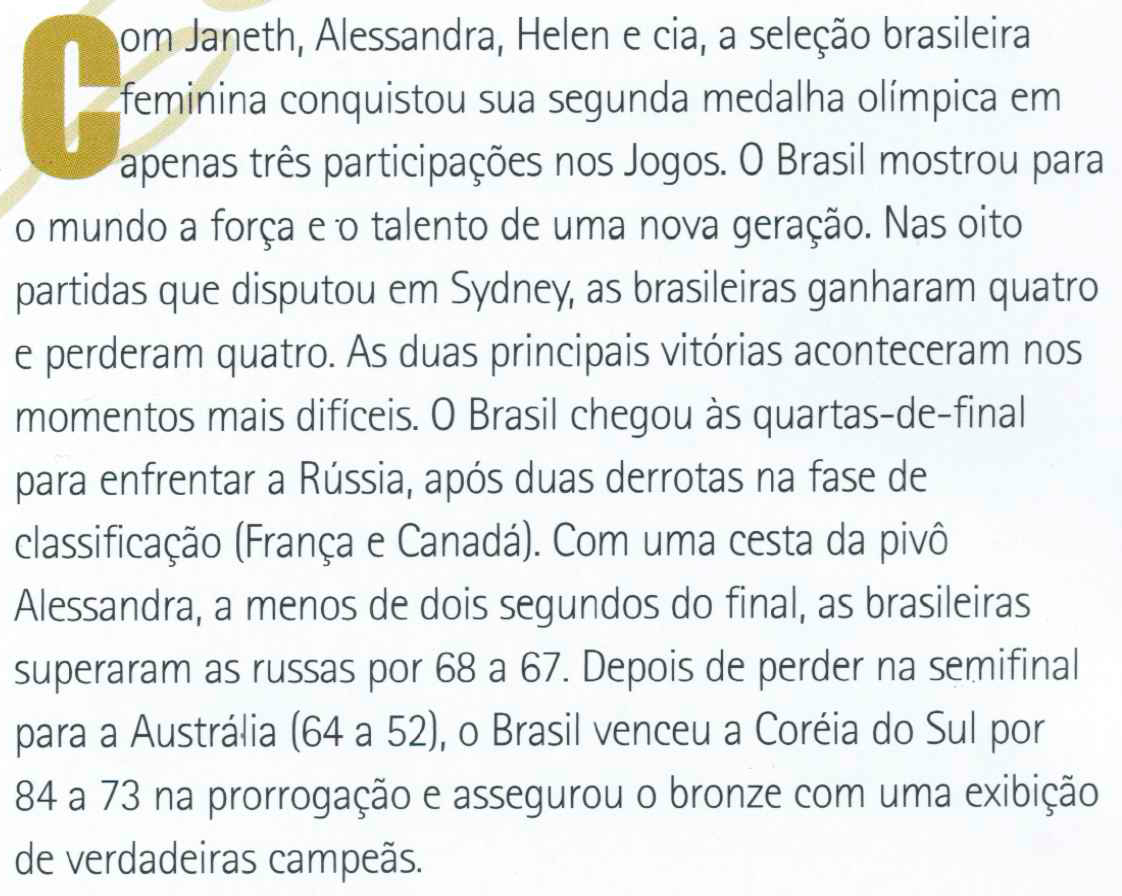 Com Janeth, Alessandra, Helen e cia, a seleção brasileira
feminina conquistou sua segunda medalha olímpica em
apenas três participações nos Jogos. O Brasil mostrou para
o mundo a força e o talento de uma nova geração. Nas oito
partidas que disputou em Sydney, as brasileiras ganharam quatro
e perderam quatro. As duas principais vitórias aconteceram nos
momentos mais difíceis. O Brasil chegou às quartas-de-final
para enfrentar a Rússia, após duas derrotas na fase de
classificação (França e Canadá). Com uma cesta da pivô
Alessandra, a menos de dois segundos do final, as brasileiras
superaram as russas por 68 a 67. Depois de perder na semifinal
para a Austrália (64 a 52), o Brasil venceu a Coréia do Sul por
84 a 73 na prorrogação e assegurou o bronze com uma exibição
de verdadeiras campeãs.